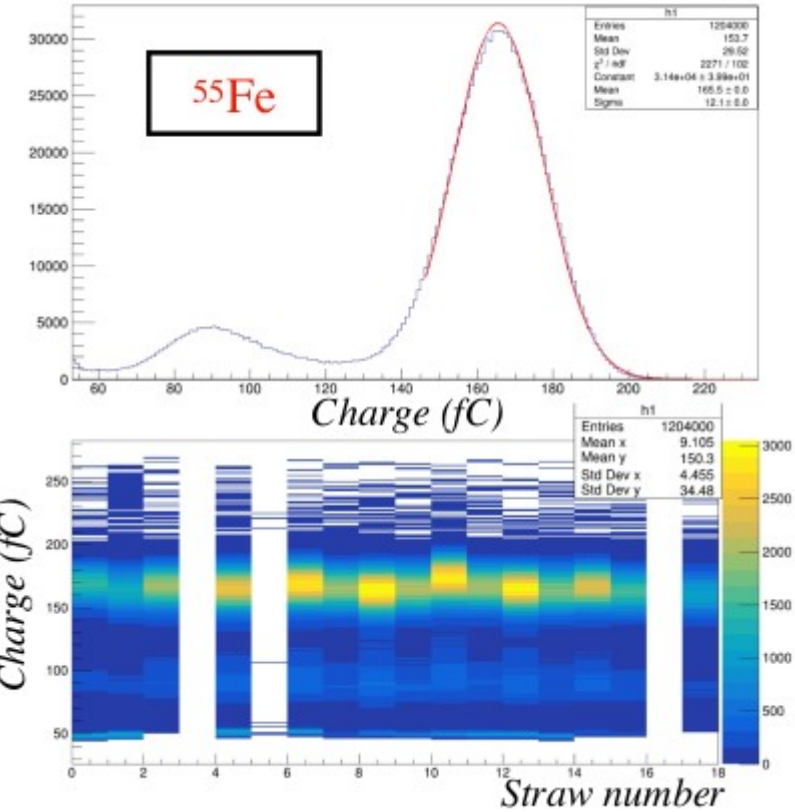 h1
Entries 1204000
Mean 153.7
Std Dev 29.52
χ² / ndf 2271 / 102
Constant 3.14e+04 ± 3.89e+01
Mean 165.5 ± 0.0
Sigma 12.1 ± 0.0
55Fe
30000
25000
20000
15000
10000
5000
0
60 80 100 120 140 160 180 200 220
Charge (fC)
h1
Entries 1204000
Mean x 9.105
Mean y 150.3
Std Dev x 4.455
Std Dev y 34.48
Charge (fC)
250
200
150
100
50
3000
2500
2000
1500
1000
500
0
0 2 4 6 8 10 12 14 16 18
Straw number